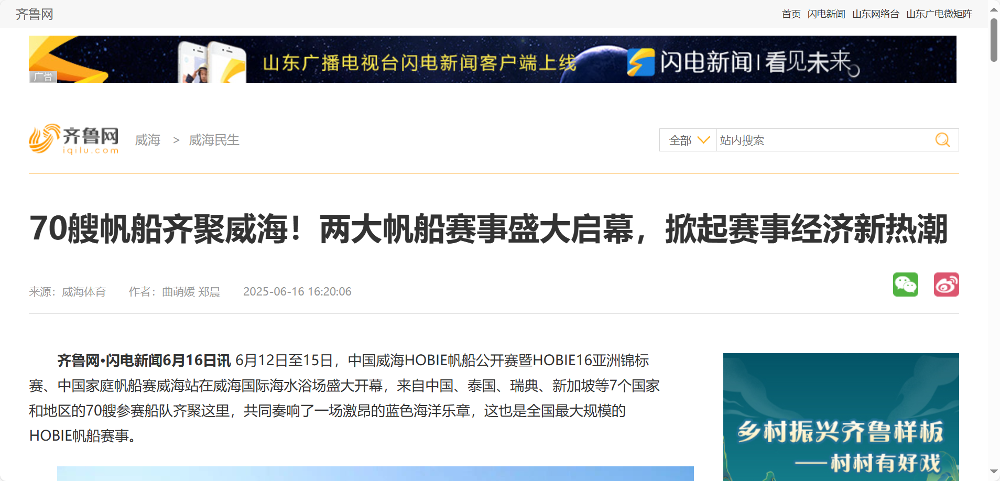 齐鲁网
首页 闪电新闻 山东网络台 山东广电微矩阵
山东广播电视台闪电新闻客户端上线
闪电新闻 | 看见未来
广告
齐鲁网
iqilu.com
威海 > 威海民生
全部
站内搜索
70艘帆船齐聚威海！两大帆船赛事盛大启幕，掀起赛事经济新热潮
来源：威海体育 作者：曲萌媛 郑晨 2025-06-16 16:20:06
齐鲁网·闪电新闻6月16日讯 6月12日至15日，中国威海HOBIE帆船公开赛暨HOBIE16亚洲锦标
赛、中国家庭帆船赛威海站在威海国际海水浴场盛大开幕，来自中国、泰国、瑞典、新加坡等7个国家
和地区的70艘参赛船队齐聚这里，共同奏响了一场激昂的蓝色海洋乐章，这也是全国最大规模的
HOBIE帆船赛事。
乡村振兴齐鲁样板
——村村有好戏